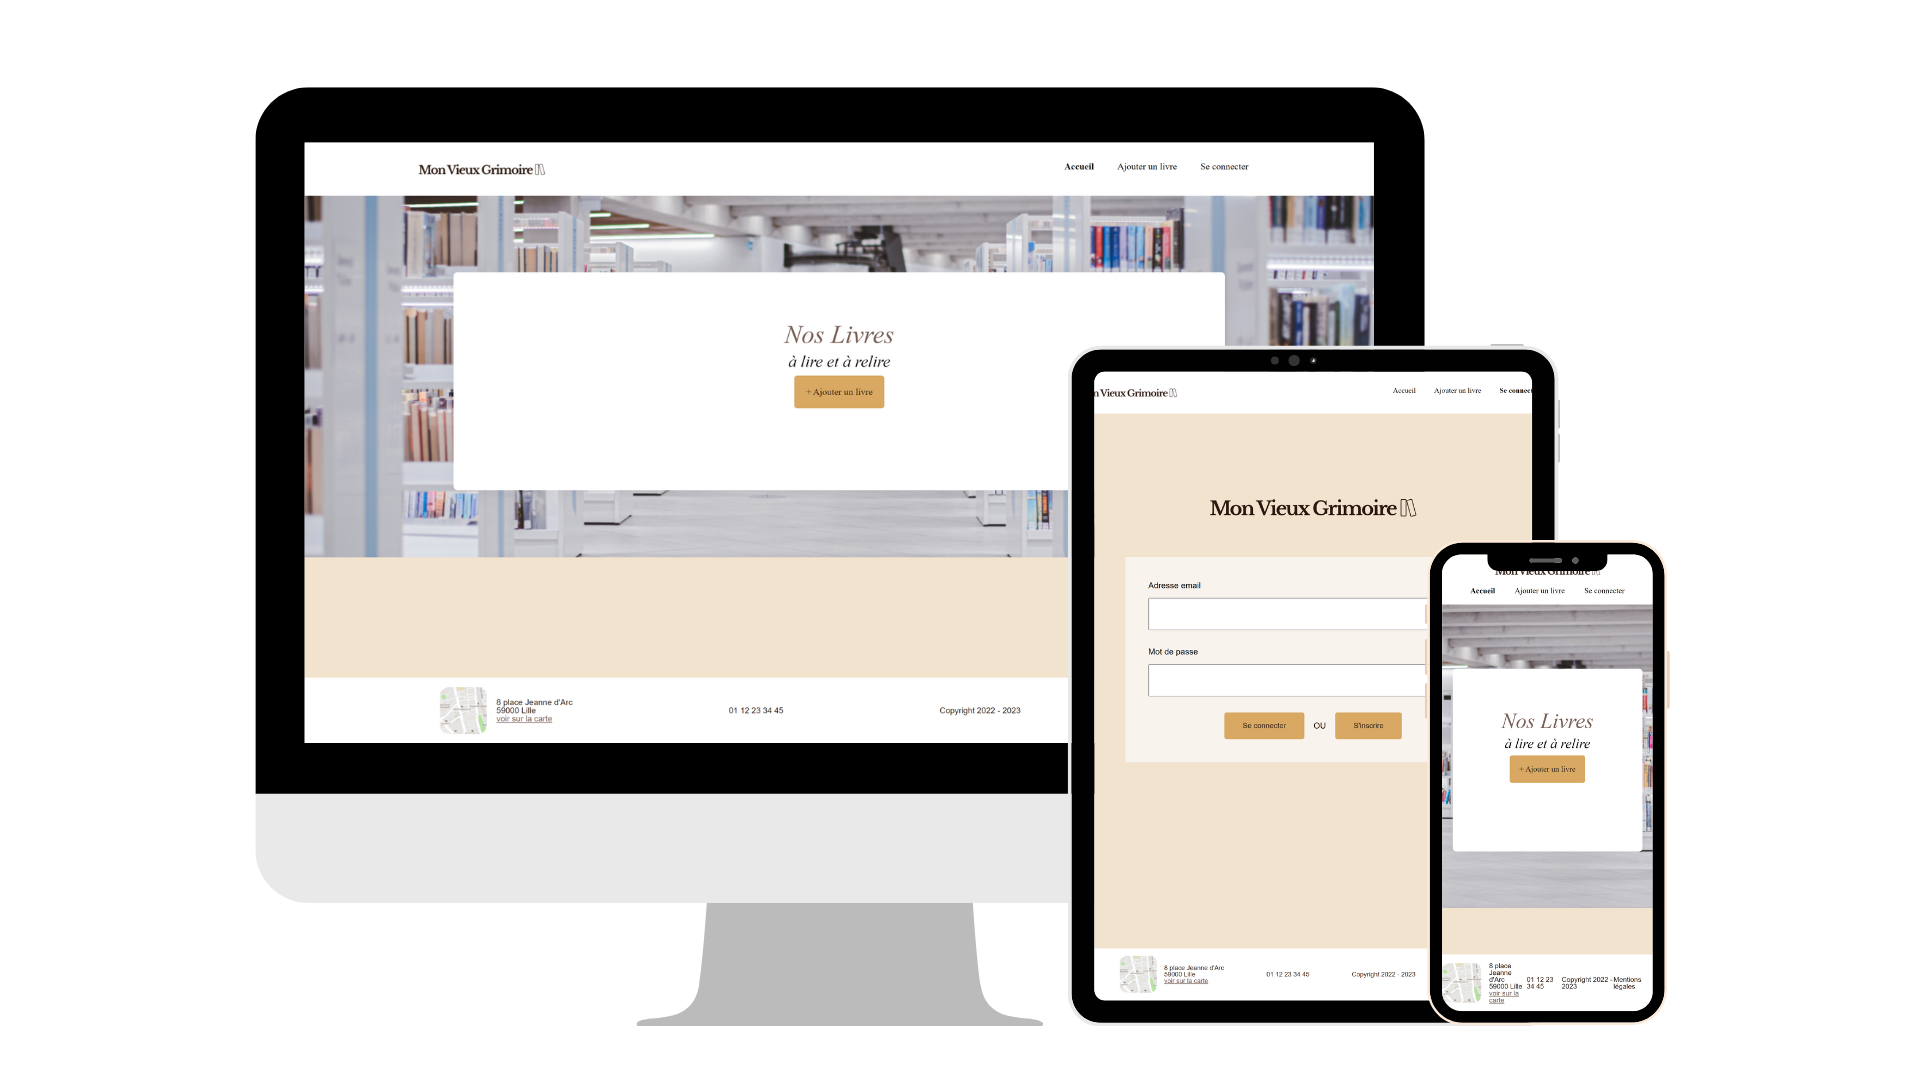 Mon Vieux Grimoire
Accueil Ajouter un livre Se connecter
Nos Livres
à lire et à relire
+ Ajouter un livre
8 place Jeanne d'Arc
59000 Lille
voir sur la carte
01 12 23 34 45
Copyright 2022 - 2023
n Vieux Grimoire
Accueil Ajouter un livre Se connect
Mon Vieux Grimoire
Adresse email
Mot de passe
Se connecter OU S'inscrire
8 place Jeanne d'Arc
59000 Lille
voir sur la carte
01 12 23 34 45
Copyright 2022 - 2023
Mon Vieux Grimoire
Accueil Ajouter un livre Se connecter
Nos Livres
à lire et à relire
+ Ajouter un livre
8 place
Jeanne
d'Arc
59000 Lille
voir sur la
carte
01 12 23
34 45
Copyright 2022 -
2023
Mentions
légales